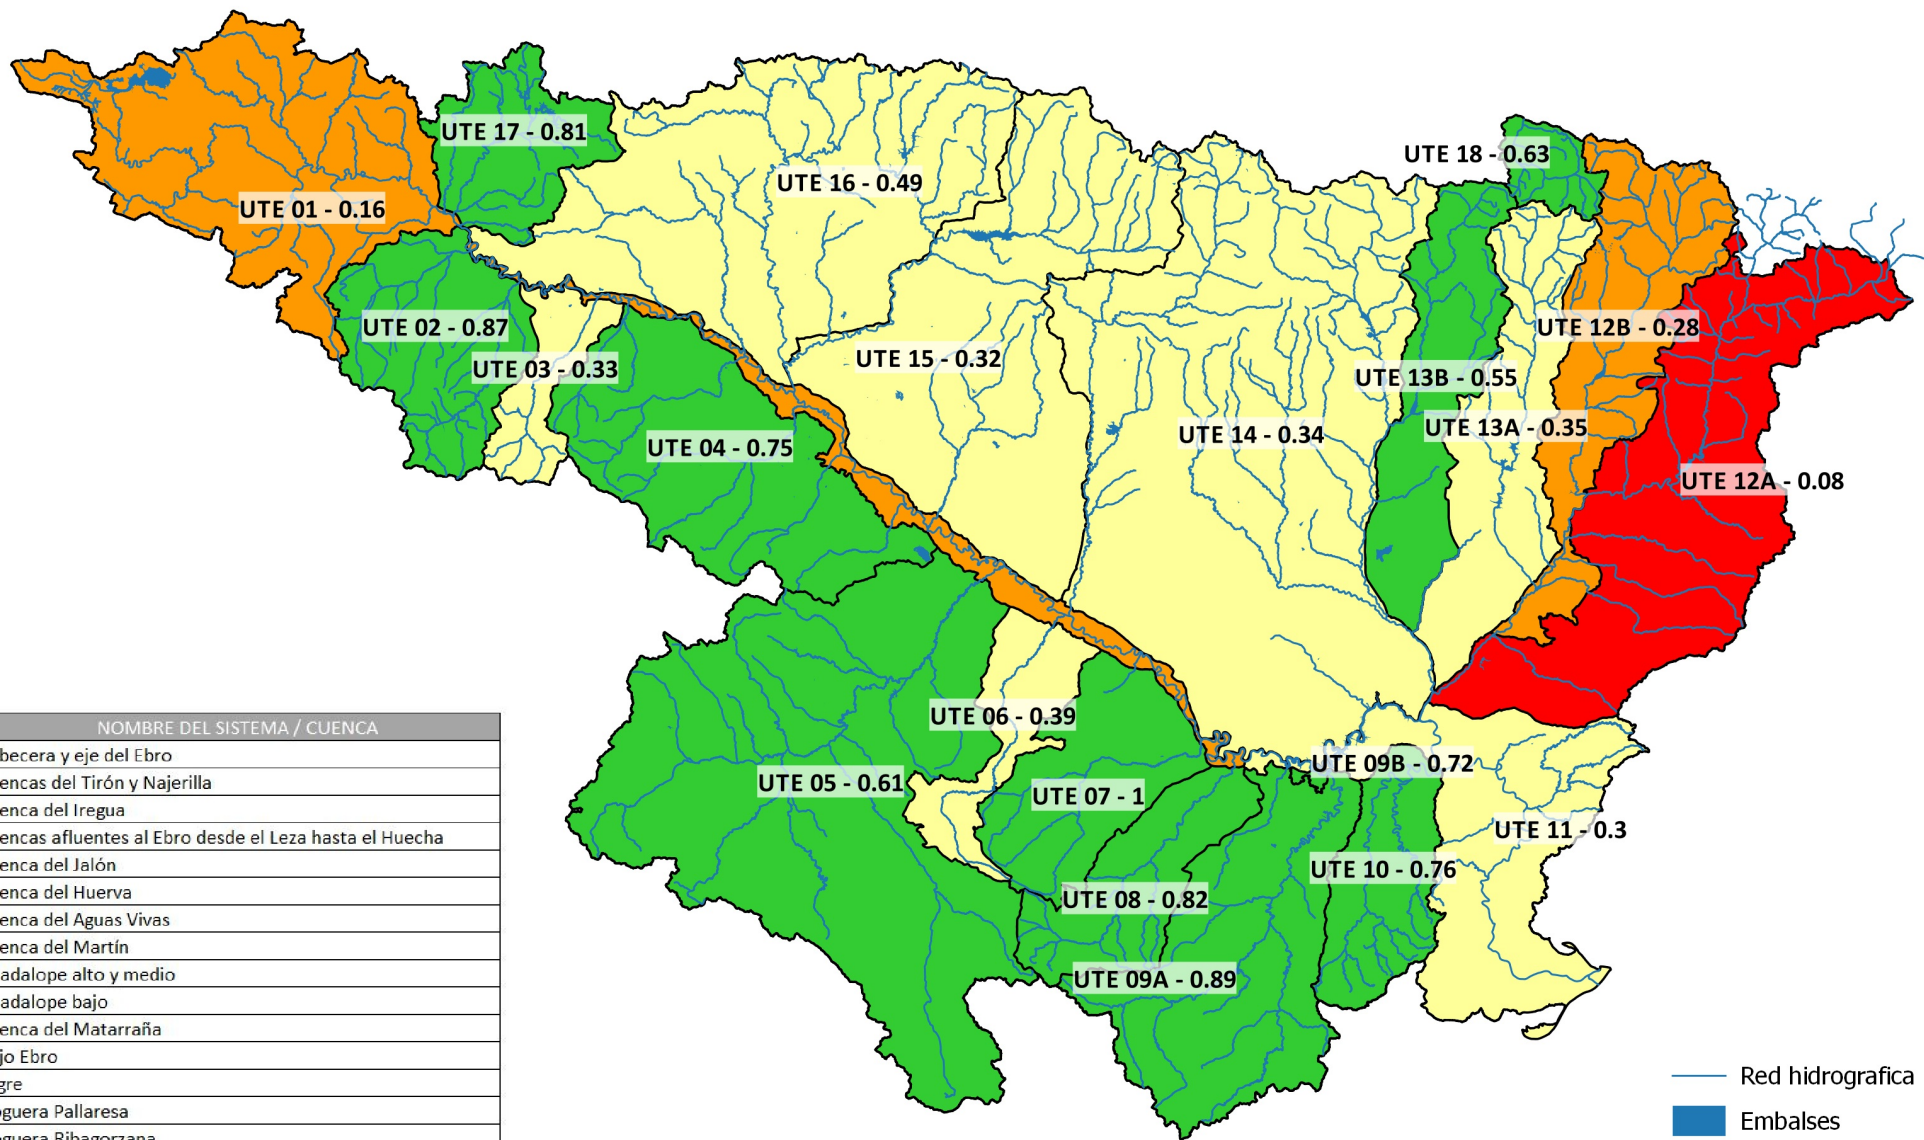 UTE 17 - 0.81
UTE 18 - 0.63
UTE 16 - 0.49
UTE 01 - 0.16
UTE 02 - 0.87
UTE 12B - 0.28
UTE 15 - 0.32
UTE 03 - 0.33
UTE 13B - 0.55
UTE 13A - 0.35
UTE 14 - 0.34
UTE 04 - 0.75
UTE 12A - 0.08
UTE 06 - 0.39
UTE 09B - 0.72
UTE 05 - 0.61
UTE 07 - 1
UTE 11 - 0.3
UTE 10 - 0.76
UTE 08 - 0.82
UTE 09A - 0.89
NOMBRE DEL SISTEMA / CUENCA
becera y eje del Ebro
encas del Tirón y Najerilla
enca del Iregua
encas afluentes al Ebro desde el Leza hasta el Huecha
enca del Jalón
enca del Huerva
enca del Aguas Vivas
enca del Martín
adalope alto y medio
adalope bajo
enca del Matarraña
jo Ebro
gre
oguera Pallaresa
oguera Ribagorzana
Red hidrografica
Embalses